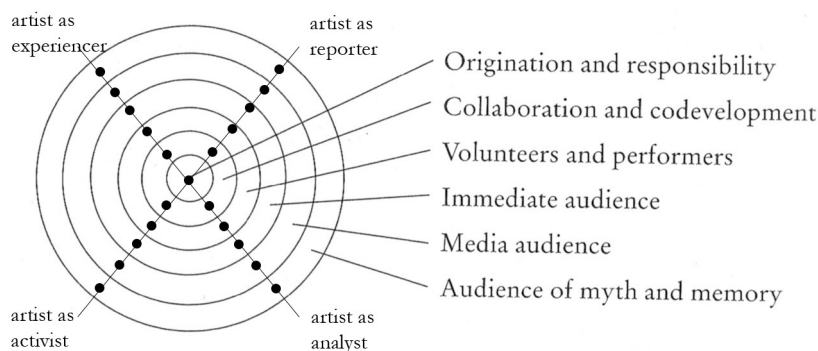 artist as
experiencer
artist as
reporter
Origination and responsibility
Collaboration and codevelopment
Volunteers and performers
Immediate audience
Media audience
Audience of myth and memory
artist as
activist
artist as
analyst